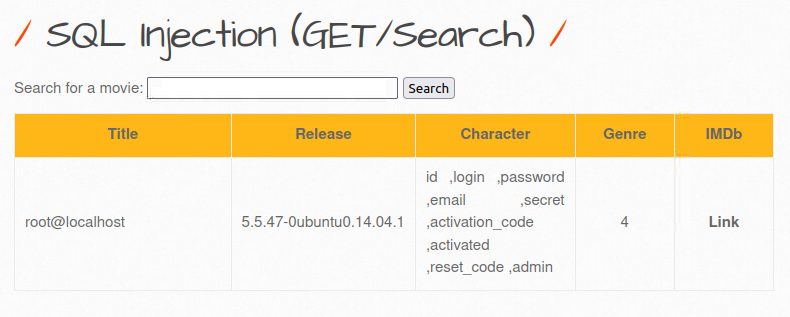 / SQL Injection (GET/Search) /
Search for a movie: Search
Title Release Character Genre IMDb
root@localhost 5.5.47-0ubuntu0.14.04.1 id ,login ,password
,email ,secret
,activation_code
,activated
,reset_code ,admin 4 Link